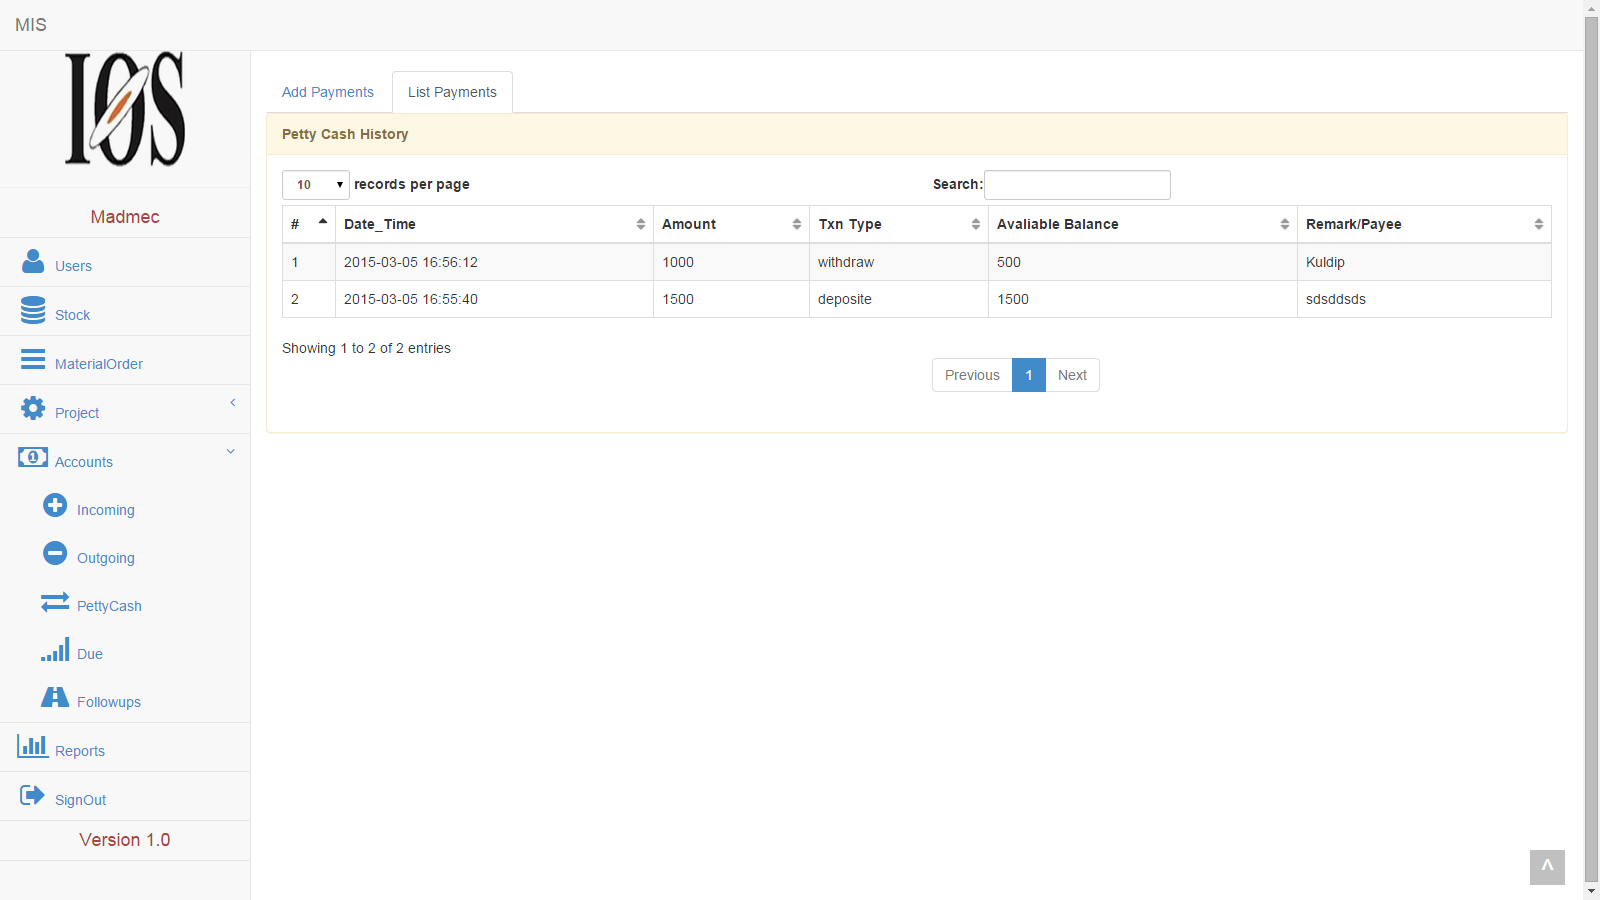 MIS
IOS
Madmec
Users
Stock
MaterialOrder
Project
Accounts
Incoming
Outgoing
PettyCash
Due
Followups
Reports
SignOut
Version 1.0
Add Payments List Payments
Petty Cash History
10 records per page Search:
# Date_Time Amount Txn Type Avaliable Balance Remark/Payee
1 2015-03-05 16:56:12 1000 withdraw 500 Kuldip
2 2015-03-05 16:55:40 1500 deposite 1500 sdsddsds
Showing 1 to 2 of 2 entries
Previous 1 Next
^